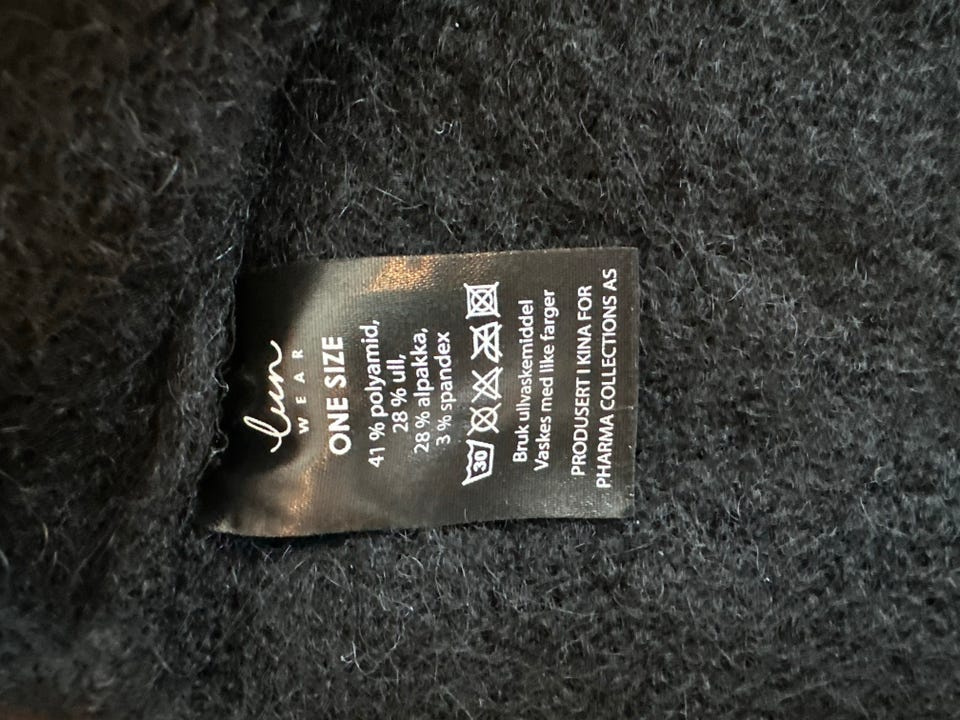 lun
WEAR
ONE SIZE
41 % polyamid,
28 % ull,
28 % alpakka,
3 % spandex
30
Bruk ullvaskemiddel
Vaskes med like farger
PRODUSERT I KINA FOR
PHARMA COLLECTIONS AS